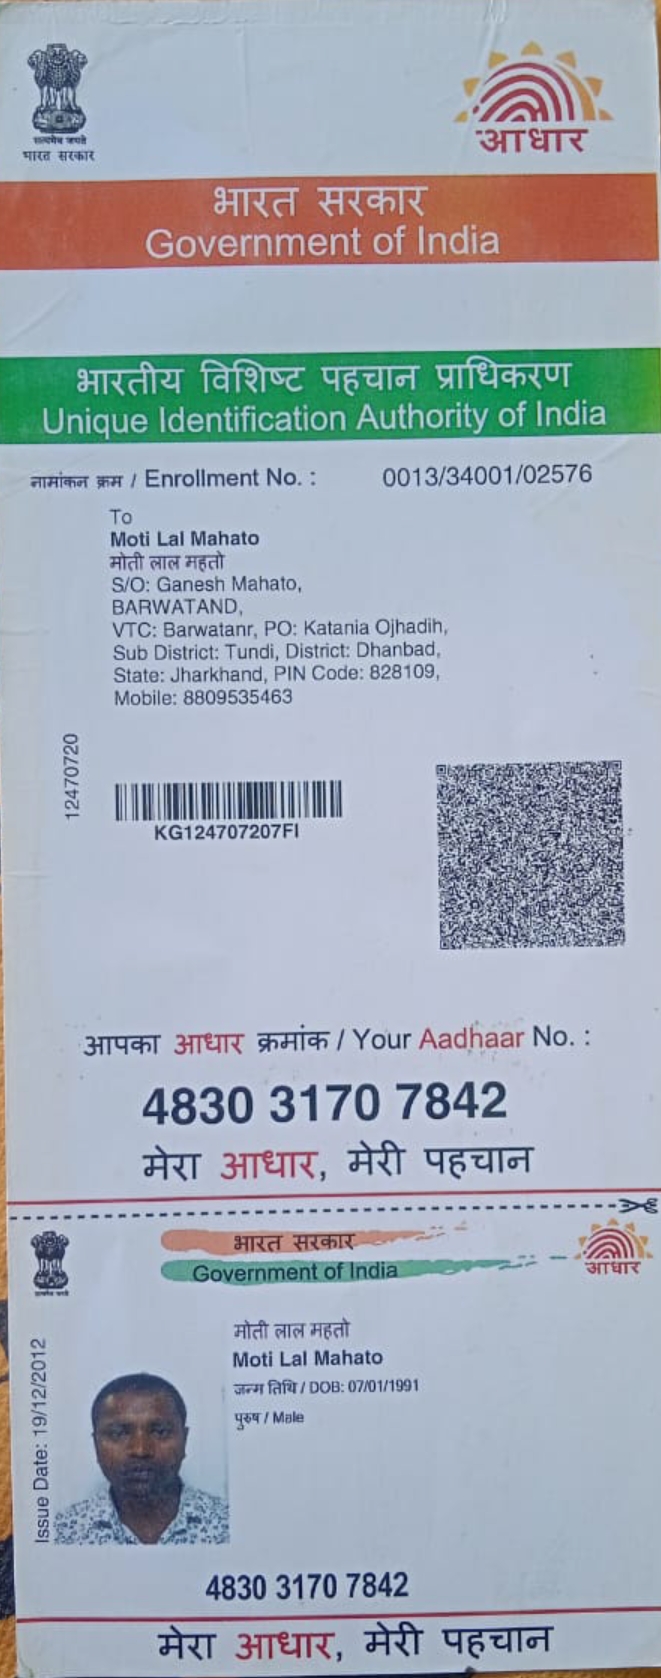 सत्यमेव जयते
भारत सरकार
आधार
भारत सरकार
Government of India
भारतीय विशिष्ट पहचान प्राधिकरण
Unique Identification Authority of India
नामांकन क्रम / Enrollment No. : 0013/34001/02576
To
Moti Lal Mahato
मोती लाल महतो
S/O: Ganesh Mahato,
BARWATAND,
VTC: Barwatanr, PO: Katania Ojhadih,
Sub District: Tundi, District: Dhanbad,
State: Jharkhand, PIN Code: 828109,
Mobile: 8809535463
12470720
KG124707207FI
आपका आधार क्रमांक / Your Aadhaar No. :
4830 3170 7842
मेरा आधार, मेरी पहचान
भारत सरकार
Government of India
आधार
Issue Date: 19/12/2012
मोती लाल महतो
Moti Lal Mahato
जन्म तिथि / DOB: 07/01/1991
पुरुष / Male
4830 3170 7842
मेरा आधार, मेरी पहचान